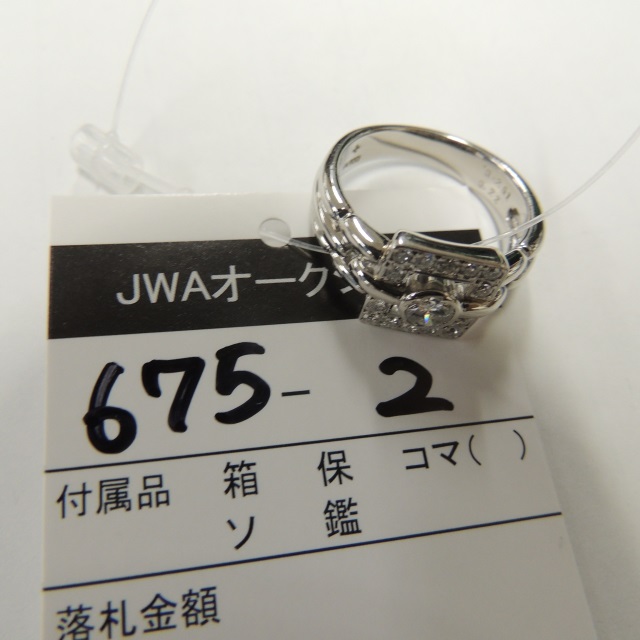 JWAオーク
675- 2
付属品 箱 保 コマ( )
ソ 鑑
落札金額